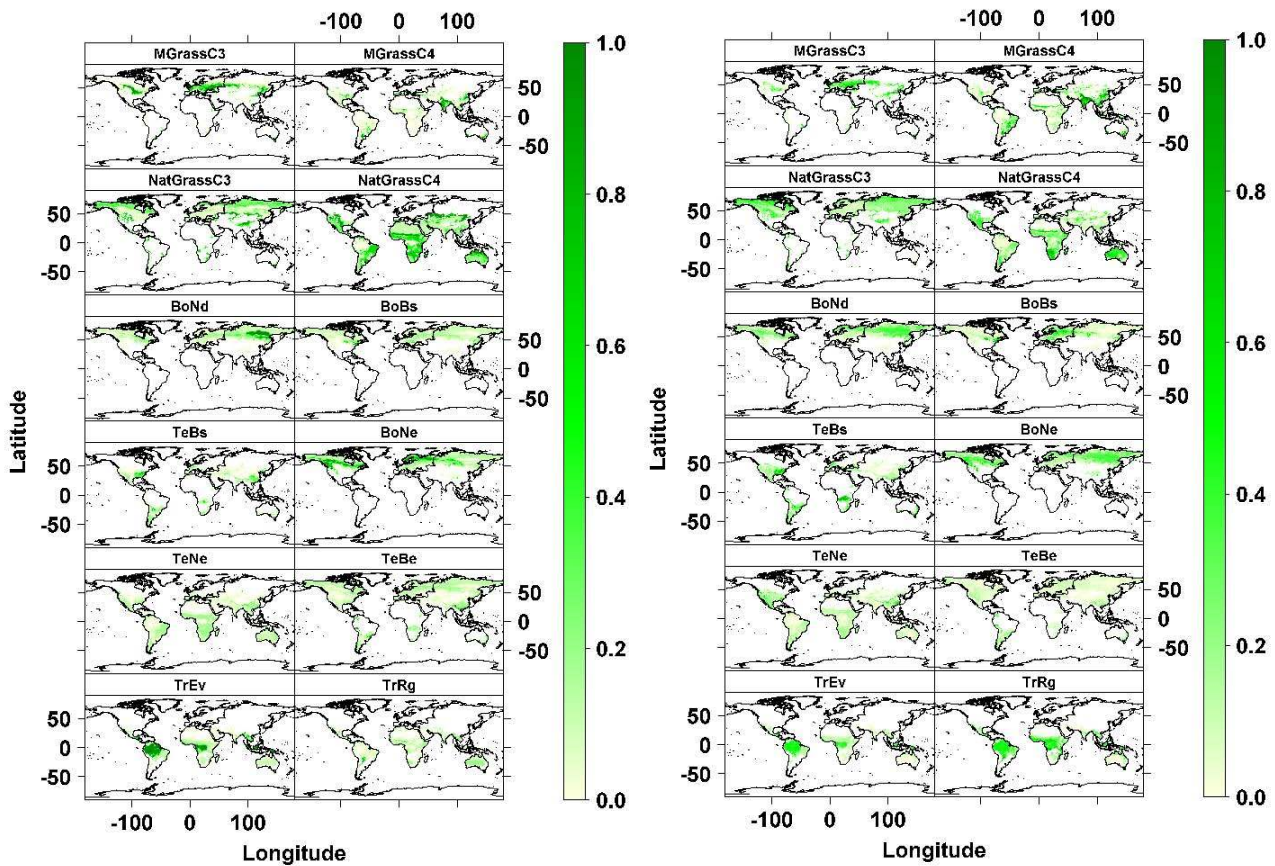 -100 0 100
MGrassC3 MGrassC4
50
0
-50
NatGrassC3 NatGrassC4
50
0
-50
BoNd BoBs
50
0
-50
TeBs BoNe
50
0
-50
TeNe TeBe
50
0
-50
TrEv TrRg
50
0
-50
-100 0 100
Longitude
Latitude
1.0
0.8
0.6
0.4
0.2
0.0
-100 0 100
MGrassC3 MGrassC4
50
0
-50
NatGrassC3 NatGrassC4
50
0
-50
BoNd BoBs
50
0
-50
TeBs BoNe
50
0
-50
TeNe TeBe
50
0
-50
TrEv TrRg
50
0
-50
-100 0 100
Longitude
Latitude
1.0
0.8
0.6
0.4
0.2
0.0